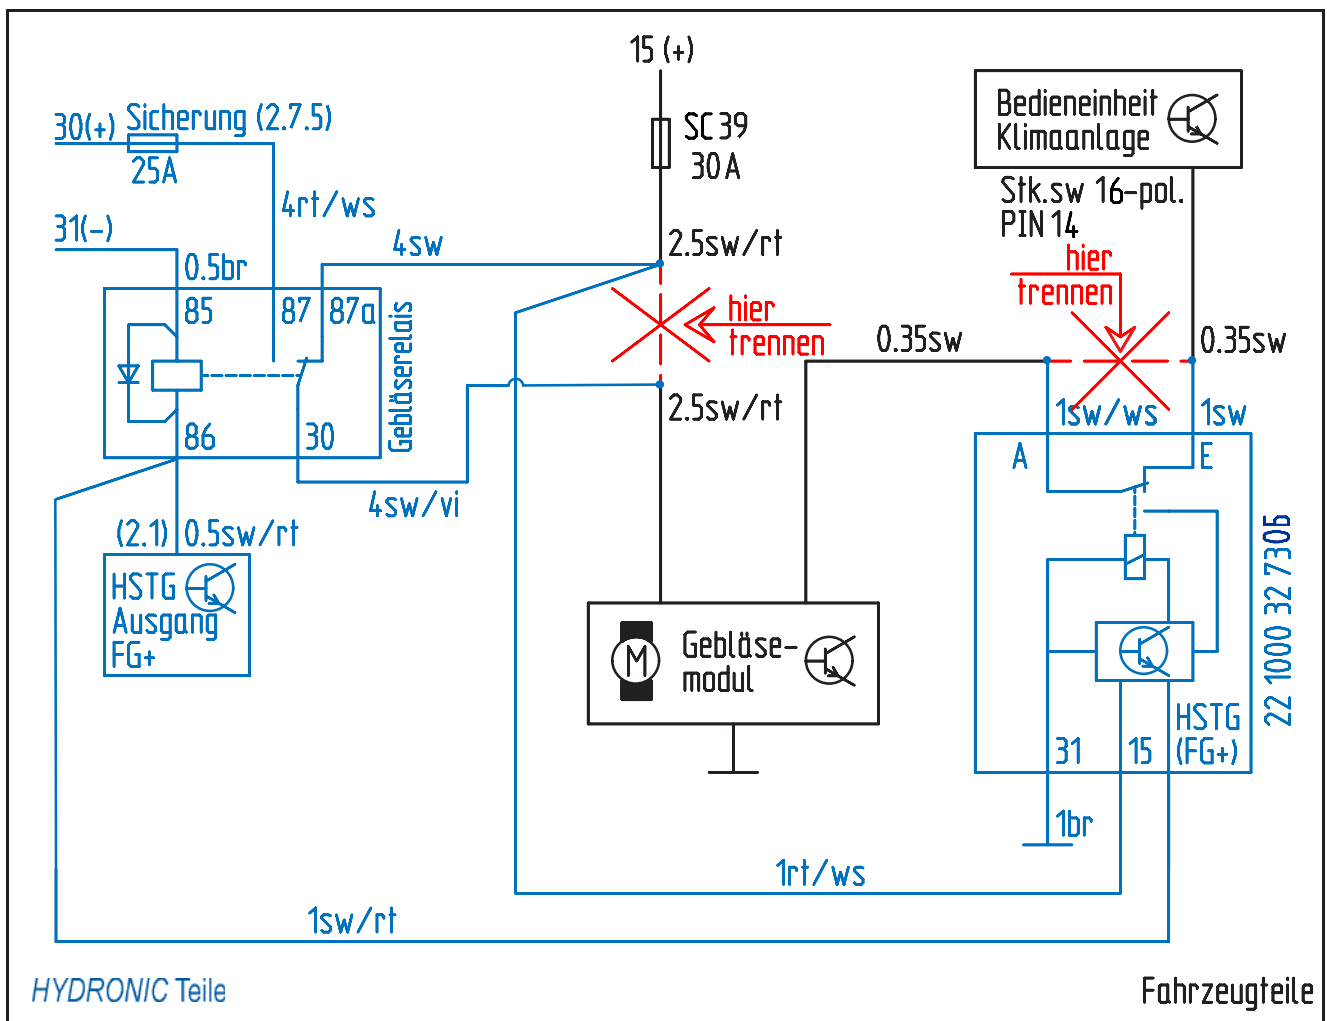 15 (+)
30(+)
Sicherung (2.7.5)
25A
SC39
30A
Bedieneinheit
Klimaanlage
Stk.sw 16-pol.
PIN 14
4rt/ws
31(-)
0.5br
4sw
2.5sw/rt
hier
trennen
85
87
87a
Gebläserelais
hier
trennen
0.35sw
0.35sw
2.5sw/rt
1sw/ws
1sw
86
30
4sw/vi
A
E
(2.1)
0.5sw/rt
HSTG
Ausgang
FG+
M
Gebläse-
modul
22 1000 32 730Б
HSTG
(FG+)
31
15
1br
1rt/ws
1sw/rt
HYDRONIC Teile
Fahrzeugteile